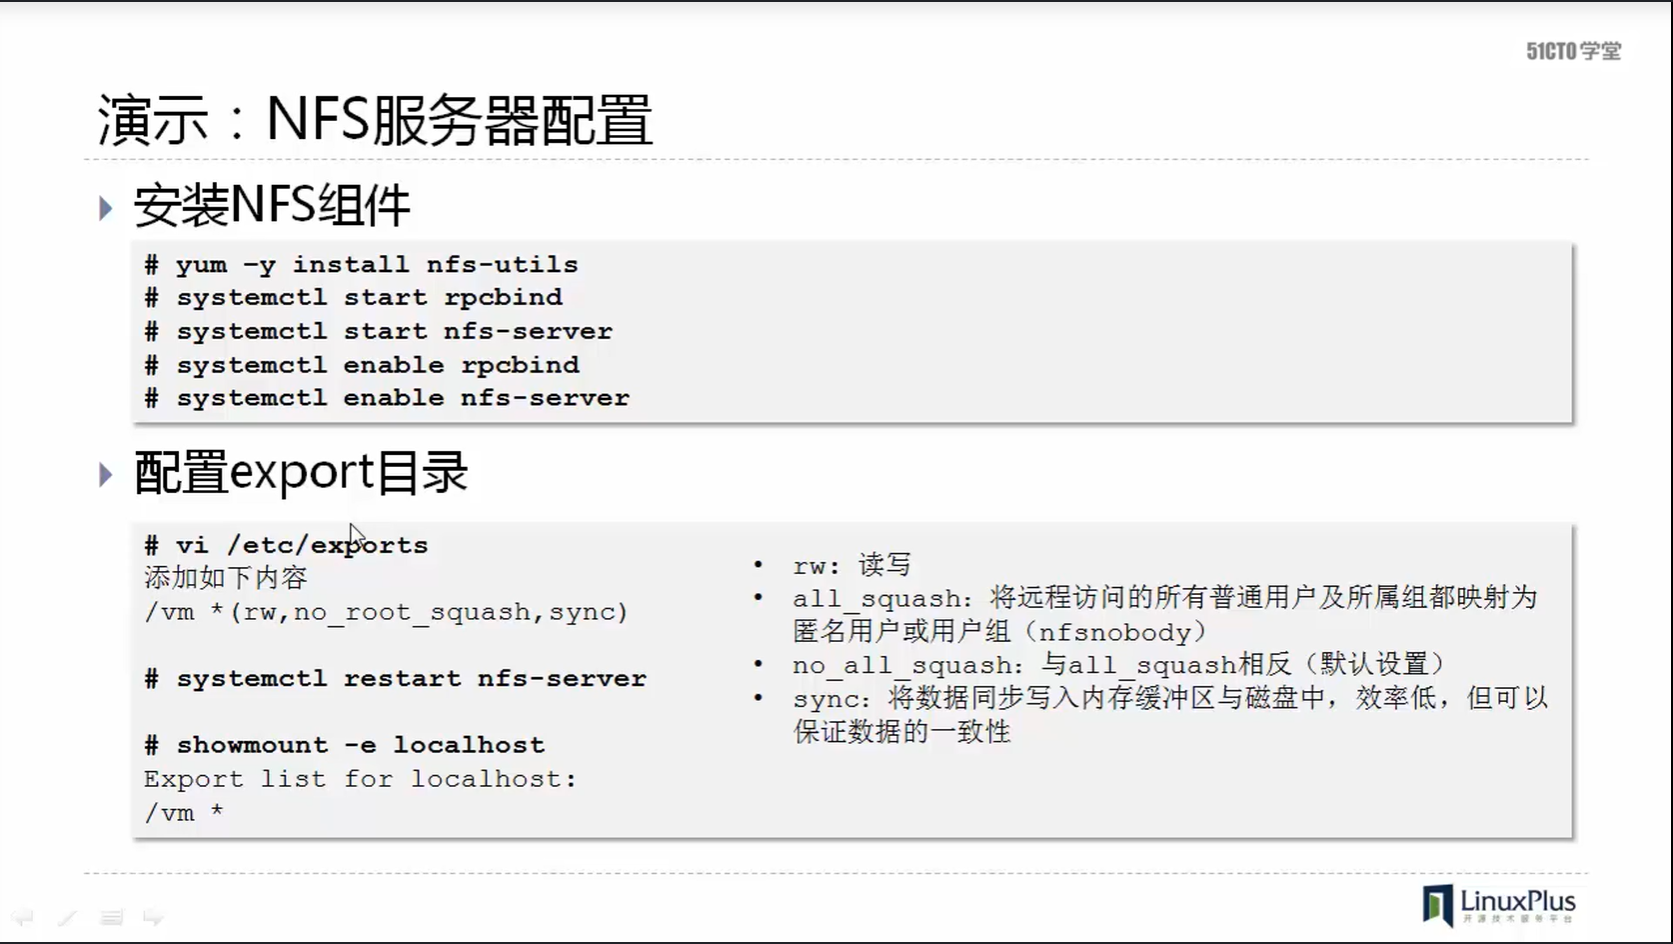 51CTO学堂
演示：NFS服务器配置
安装NFS组件
# yum –y install nfs-utils
# systemctl start rpcbind
# systemctl start nfs-server
# systemctl enable rpcbind
# systemctl enable nfs-server
配置export目录
# vi /etc/exports
添加如下内容
/vm *(rw,no_root_squash,sync)
# systemctl restart nfs-server
# showmount -e localhost
Export list for localhost:
/vm *
• rw: 读写
• all_squash: 将远程访问的所有普通用户及所属组都映射为
匿名用户或用户组（nfsnobody）
• no_all_squash: 与all_squash相反（默认设置）
• sync: 将数据同步写入内存缓冲区与磁盘中，效率低，但可以
保证数据的一致性
LinuxPlus
开源技术服务平台